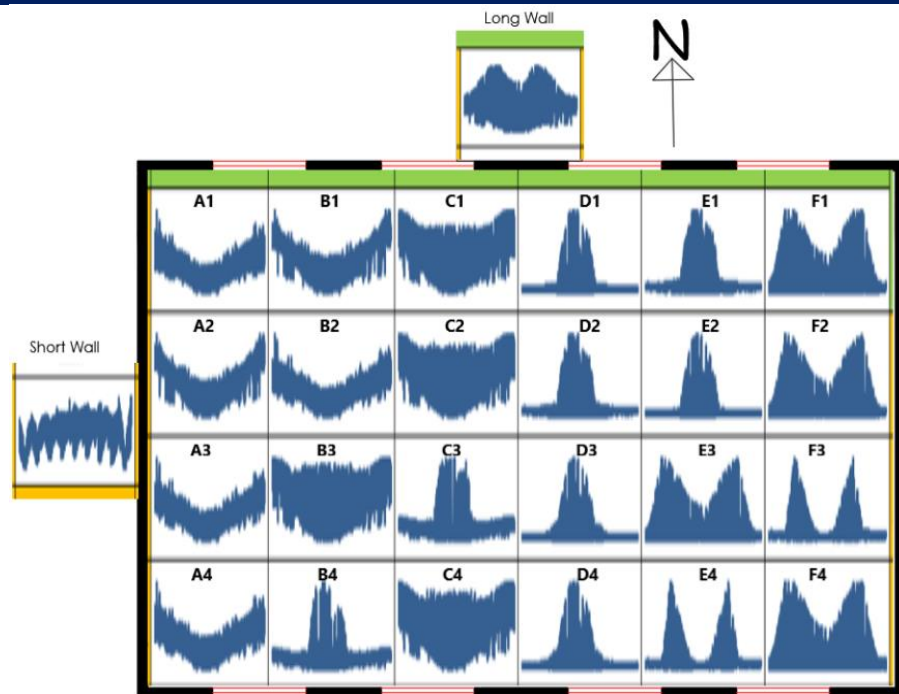 Long Wall
N
A1 B1 C1 D1 E1 F1
Short Wall
A2 B2 C2 D2 E2 F2
A3 B3 C3 D3 E3 F3
A4 B4 C4 D4 E4 F4